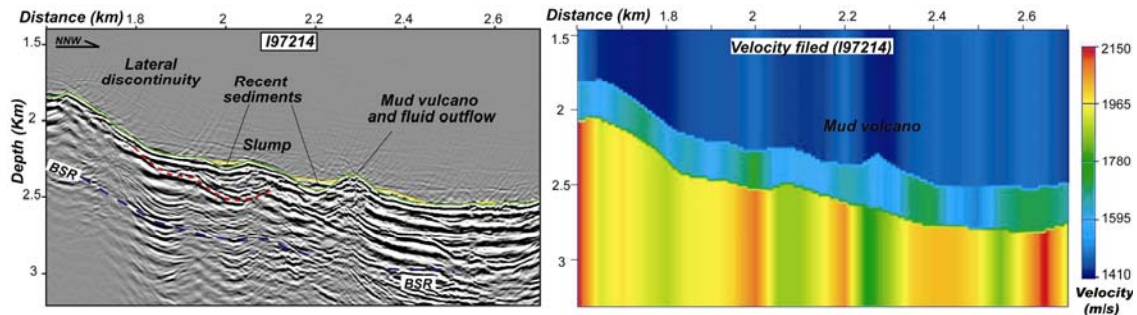 Distance (km)
1.8 2 2.2 2.4 2.6
1.5
NNW
I97214
Lateral
discontinuity
Recent
sediments
Mud vulcano
and fluid outflow
Slump
Depth (Km)
2
BSR
2.5
3
BSR
Distance (km)
1.8 2 2.2 2.4 2.6
1.5
Velocity filed (I97214)
2
Mud volcano
2.5
3
2150
1965
1780
1595
1410
Velocity
(m/s)